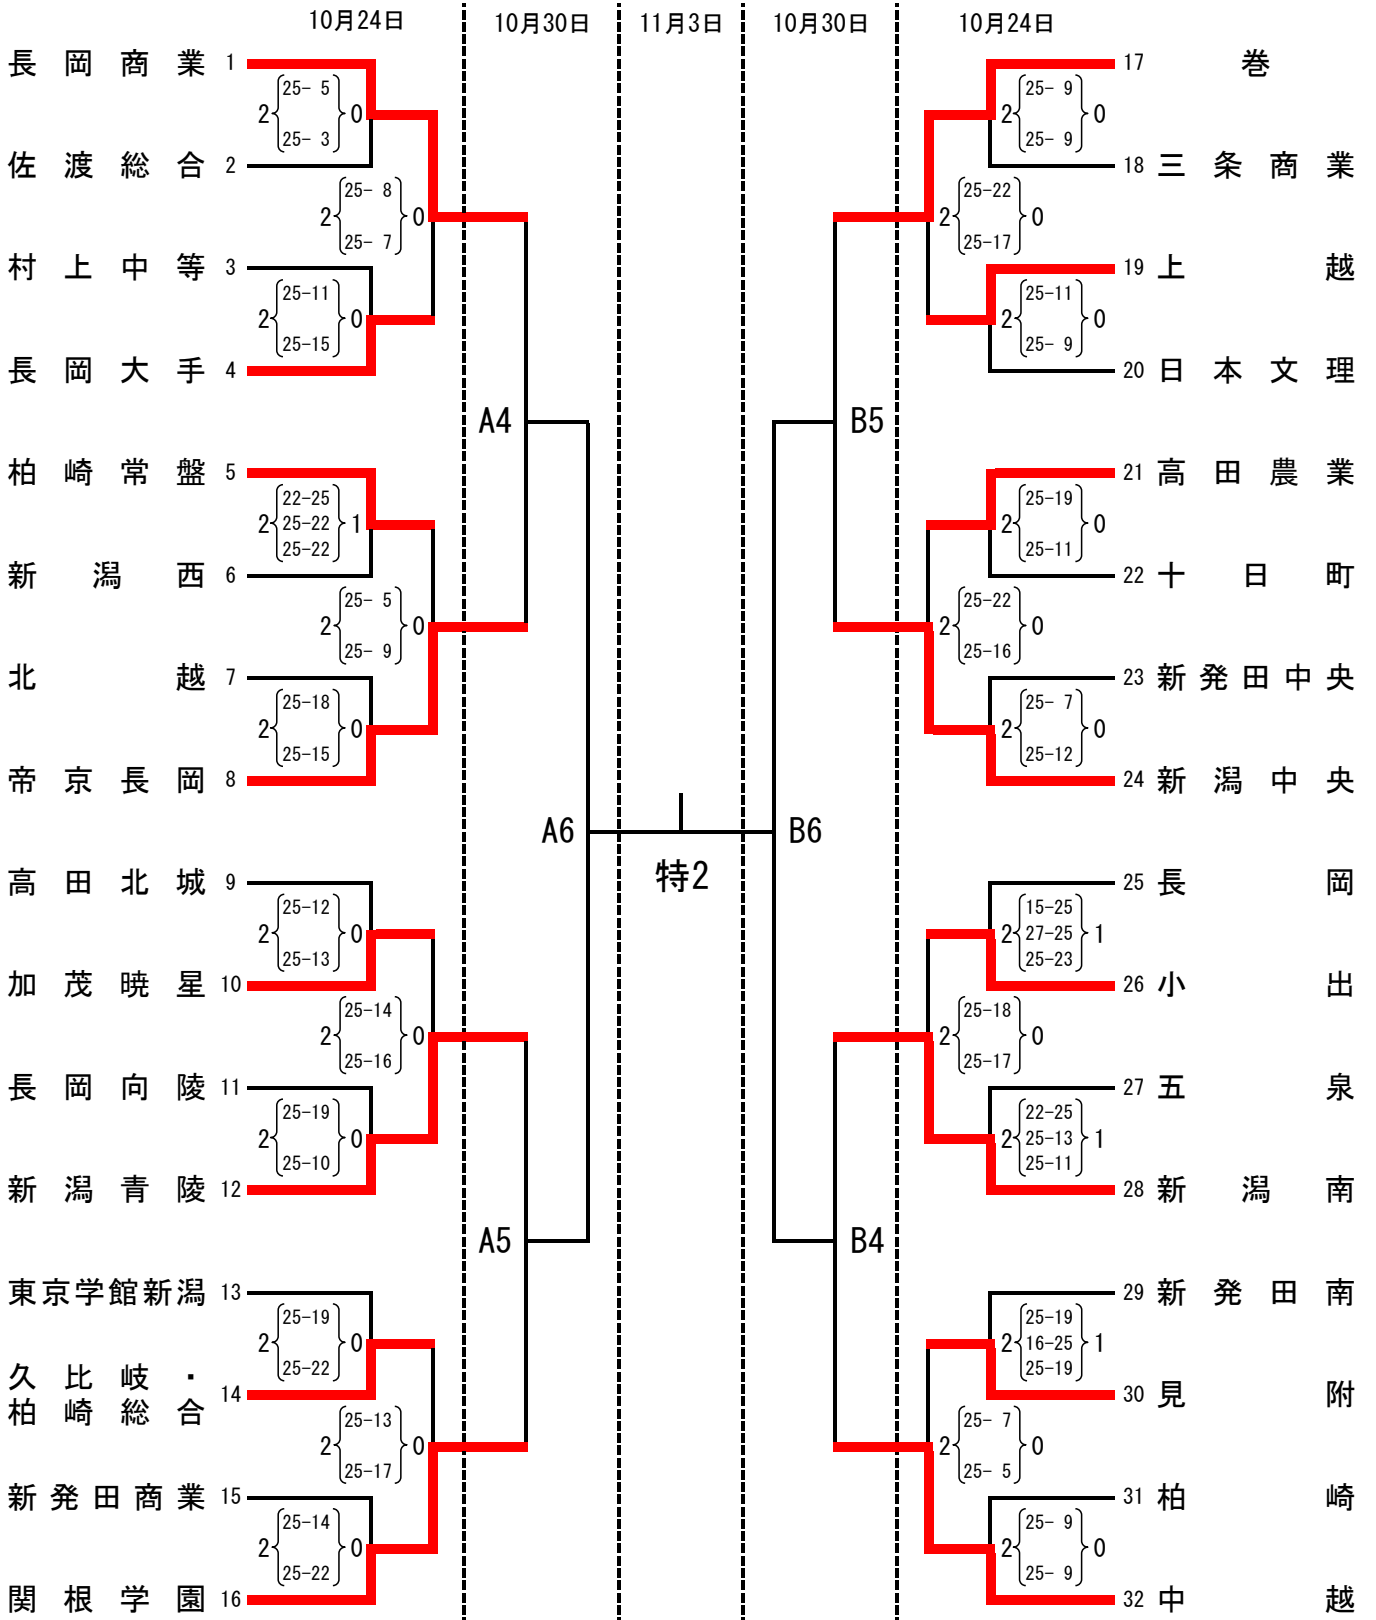 10月24日 10月30日 11月3日 10月30日 10月24日
長岡商業 1
17 巻
25- 5
2 0
25- 3
25- 9
2 0
25- 9
佐渡総合 2
18 三条商業
25- 8
2 0
25- 7
25-22
2 0
25-17
村上中等 3
19 上越
25-11
2 0
25-15
25-11
2 0
25- 9
長岡大手 4
20 日本文理
A4
B5
柏崎常盤 5
21 高田農業
22-25
2 25-22 1
25-22
25-19
2 0
25-11
新潟西 6
22 十日町
25- 5
2 0
25- 9
25-22
2 0
25-16
北越 7
23 新発田中央
25-18
2 0
25-15
25- 7
2 0
25-12
帝京長岡 8
24 新潟中央
A6
B6
特2
高田北城 9
25 長岡
25-12
2 0
25-13
15-25
2 27-25 1
25-23
加茂暁星 10
26 小出
25-14
2 0
25-16
25-18
2 0
25-17
長岡向陵 11
27 五泉
25-19
2 0
25-10
22-25
2 25-13 1
25-11
新潟青陵 12
28 新潟南
A5
B4
東京学館新潟 13
29 新発田南
25-19
2 0
25-22
25-19
2 16-25 1
25-19
久比岐・
柏崎総合 14
30 見附
25-13
2 0
25-17
25- 7
2 0
25- 5
新発田商業 15
31 柏崎
25-14
2 0
25-22
25- 9
2 0
25- 9
関根学園 16
32 中越